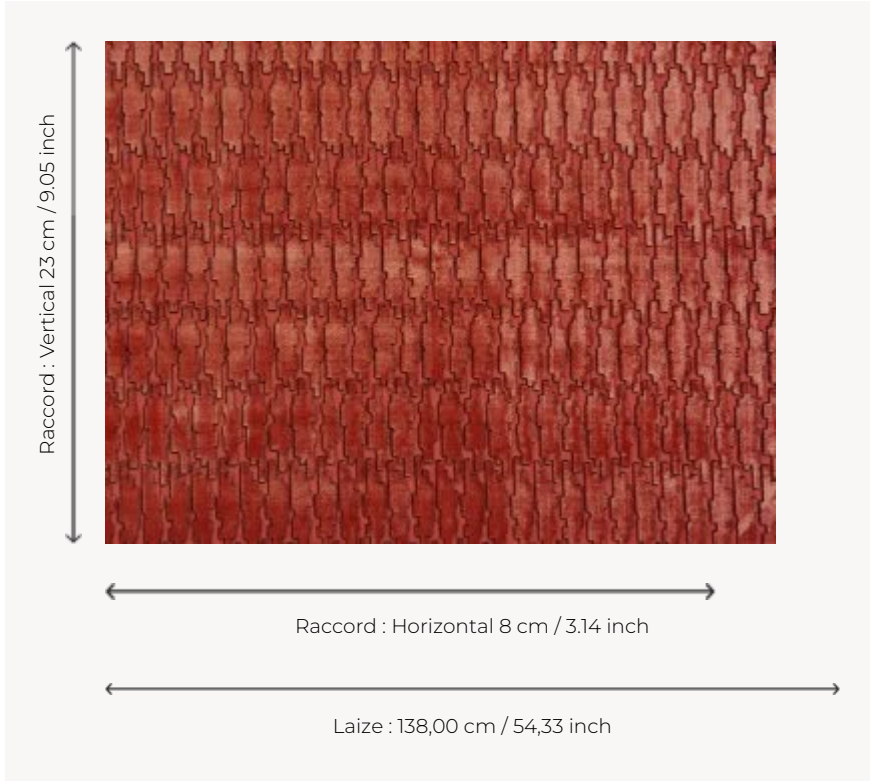 Raccord : Vertical 23 cm / 9.05 inch
Raccord : Horizontal 8 cm / 3.14 inch
Laize : 138,00 cm / 54,33 inch